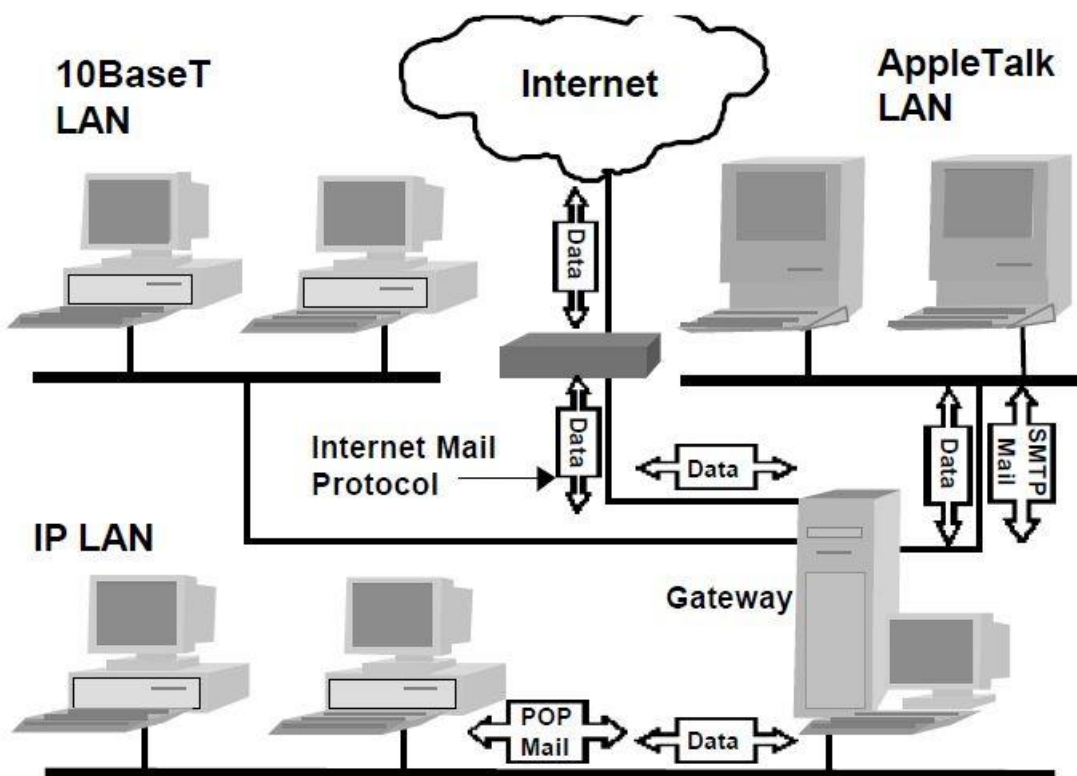 10BaseT
LAN
Internet
AppleTalk
LAN
Data
Internet Mail
Protocol
Data
Data
Data
SMTP
Mail
IP LAN
Gateway
POP
Mail
Data